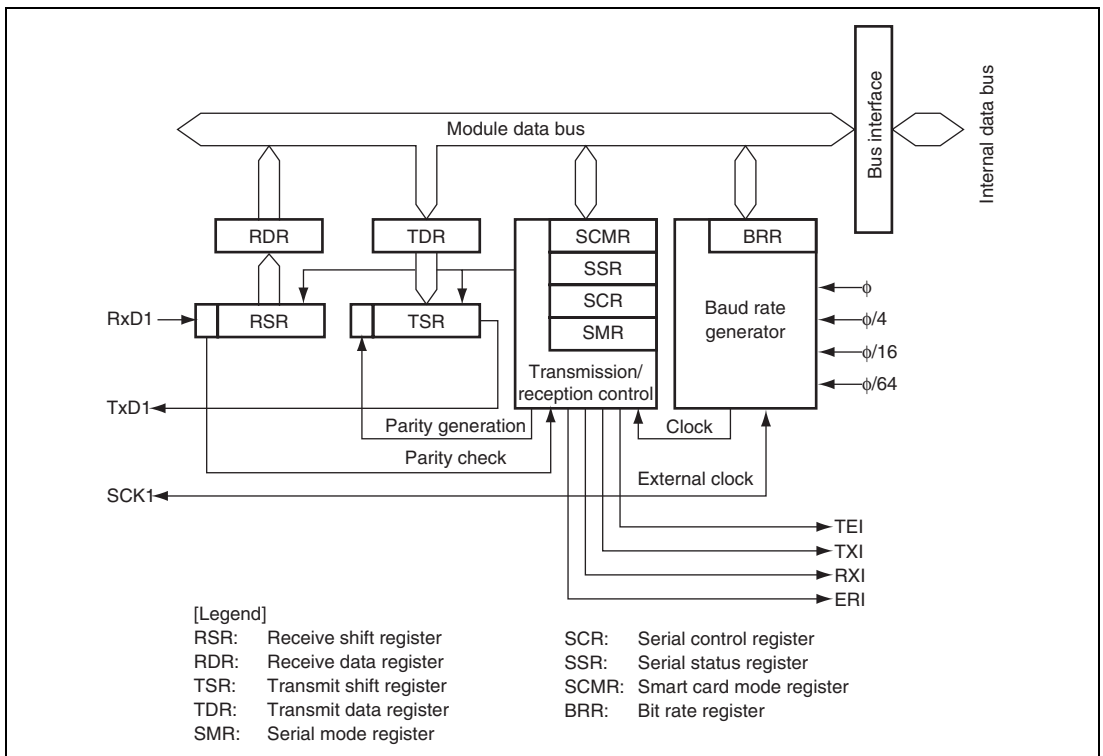 Module data bus
Bus interface
Internal data bus
RDR
TDR
SCMR
BRR
SSR
SCR
SMR
RSR
TSR
Baud rate
generator
φ
φ/4
φ/16
φ/64
RxD1
Transmission/
reception control
TxD1
Parity generation
Clock
Parity check
External clock
SCK1
TEI
TXI
RXI
ERI
[Legend]
RSR: Receive shift register
RDR: Receive data register
TSR: Transmit shift register
TDR: Transmit data register
SMR: Serial mode register
SCR: Serial control register
SSR: Serial status register
SCMR: Smart card mode register
BRR: Bit rate register